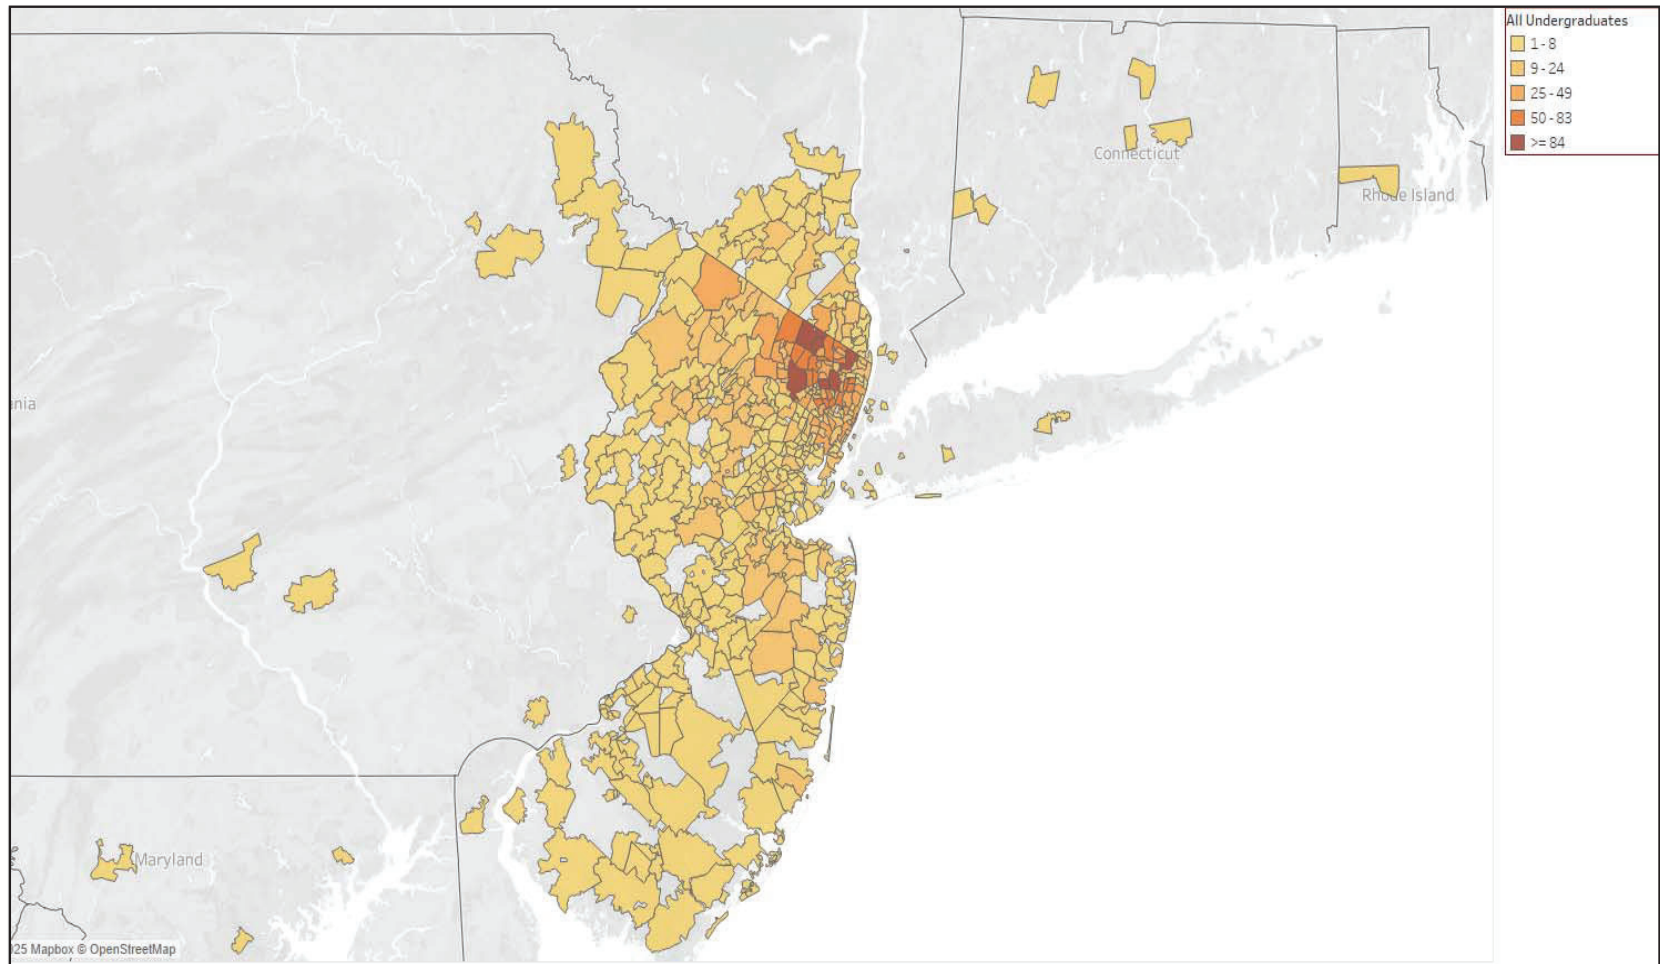 All Undergraduates
1 - 8
9 - 24
25 - 49
50 - 83
>= 84
Connecticut
Rhode Island
nia
Maryland
25 Mapbox © OpenStreetMap